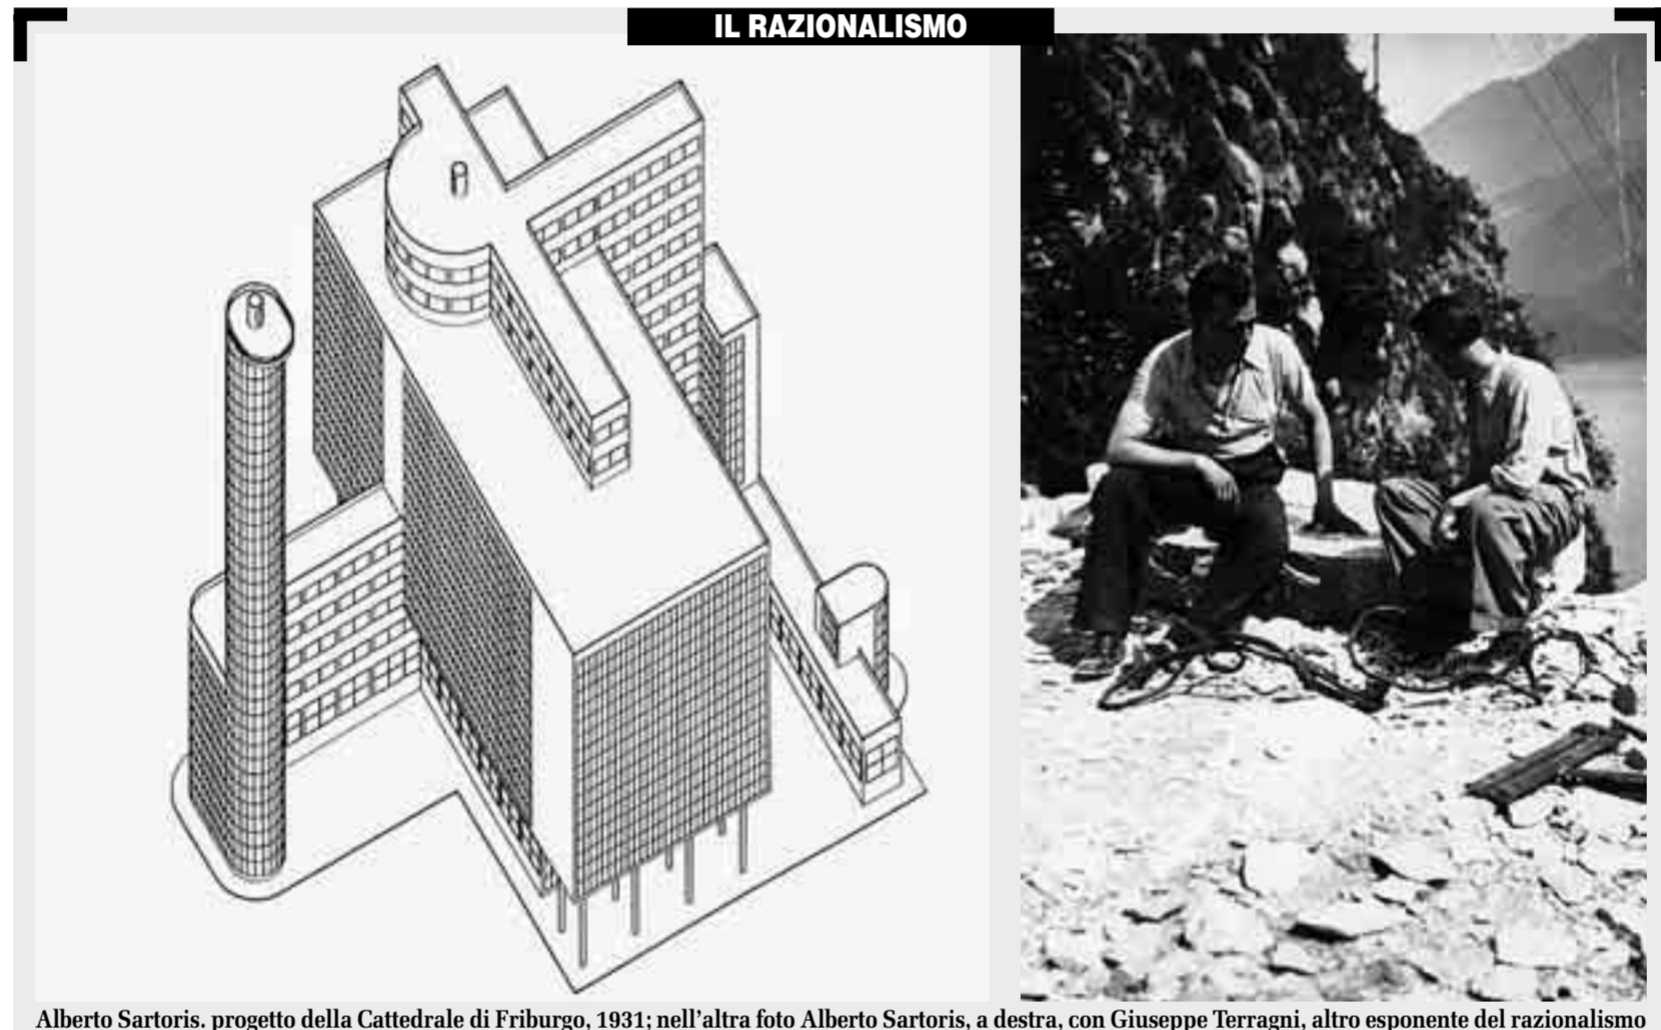 IL RAZIONALISMO
Alberto Sartoris. progetto della Cattedrale di Friburgo, 1931; nell'altra foto Alberto Sartoris, a destra, con Giuseppe Terragni, altro esponente del razionalismo